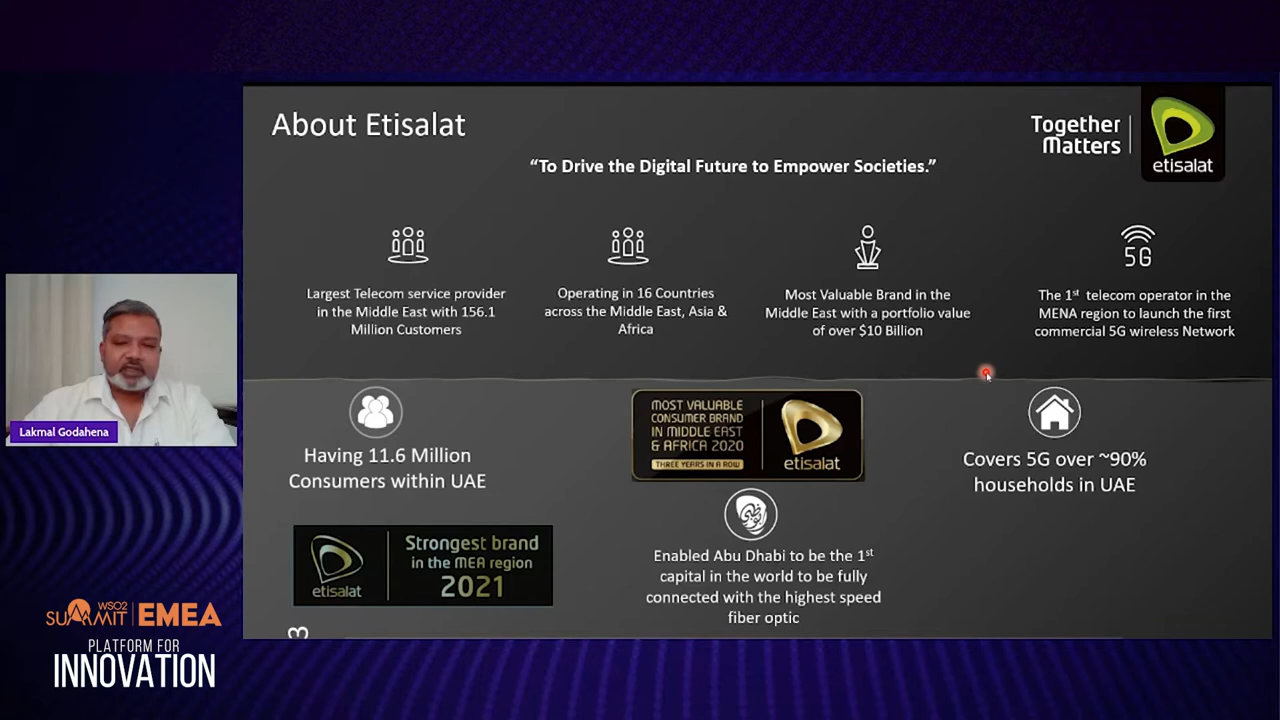 About Etisalat
Together
Matters
etisalat
“To Drive the Digital Future to Empower Societies.”
Largest Telecom service provider
in the Middle East with 156.1
Million Customers
Operating in 16 Countries
across the Middle East, Asia &
Africa
Most Valuable Brand in the
Middle East with a portfolio value
of over $10 Billion
5G
The 1st telecom operator in the
MENA region to launch the first
commercial 5G wireless Network
Having 11.6 Million
Consumers within UAE
MOST VALUABLE
CONSUMER BRAND
IN MIDDLE EAST
& AFRICA 2020
THREE YEARS IN A ROW
etisalat
Covers 5G over ~90%
households in UAE
Strongest brand
in the MEA region
2021
etisalat
Enabled Abu Dhabi to be the 1st
capital in the world to be fully
connected with the highest speed
fiber optic
3
Lakmal Godahena
WSO2
SUMMIT EMEA
PLATFORM FOR
INNOVATION